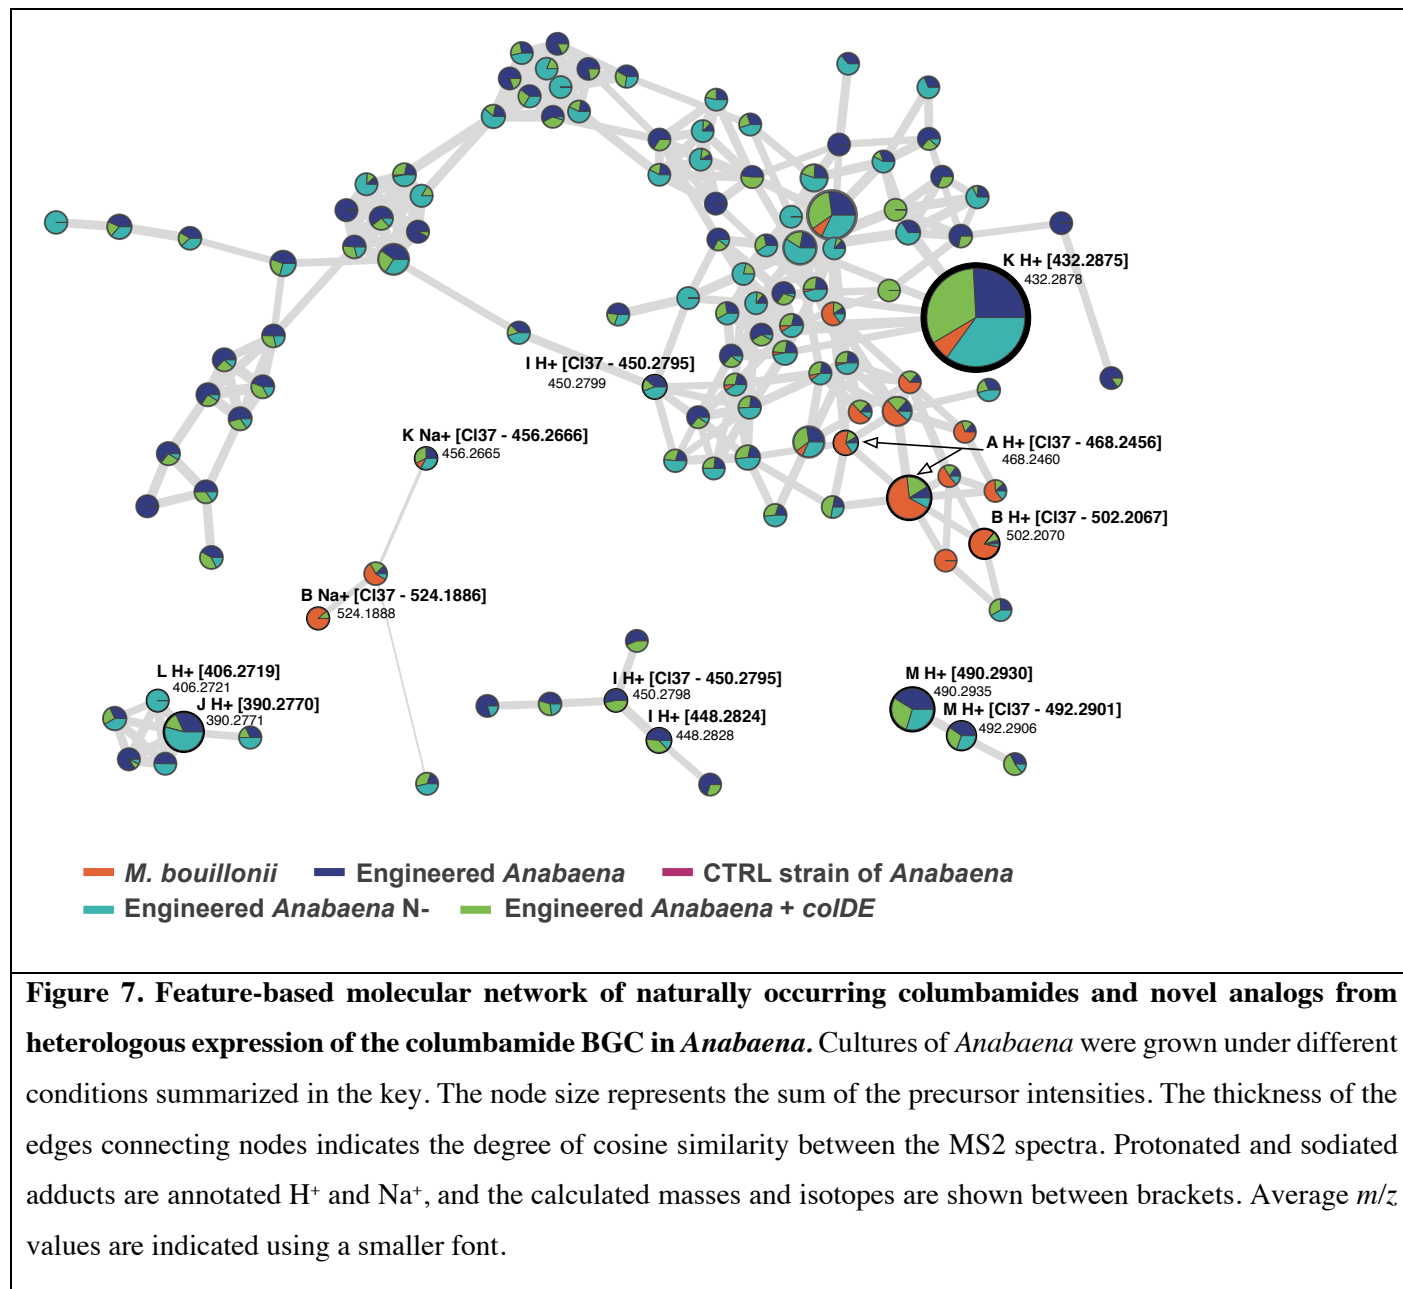 K H+ [432.2875]
432.2878
I H+ [Cl37 - 450.2795]
450.2799
K Na+ [Cl37 - 456.2666]
456.2665
A H+ [Cl37 - 468.2456]
468.2460
B H+ [Cl37 - 502.2067]
502.2070
B Na+ [Cl37 - 524.1886]
524.1888
L H+ [406.2719]
406.2721
J H+ [390.2770]
390.2771
I H+ [Cl37 - 450.2795]
450.2798
I H+ [448.2824]
448.2828
M H+ [490.2930]
490.2935
M H+ [Cl37 - 492.2901]
492.2906
M. bouillonii Engineered Anabaena CTRL strain of Anabaena
Engineered Anabaena N- Engineered Anabaena + colDE
Figure 7. Feature-based molecular network of naturally occurring columbamides and novel analogs from
heterologous expression of the columbamide BGC in Anabaena. Cultures of Anabaena were grown under different
conditions summarized in the key. The node size represents the sum of the precursor intensities. The thickness of the
edges connecting nodes indicates the degree of cosine similarity between the MS2 spectra. Protonated and sodiated
adducts are annotated H⁺ and Na⁺, and the calculated masses and isotopes are shown between brackets. Average m/z
values are indicated using a smaller font.